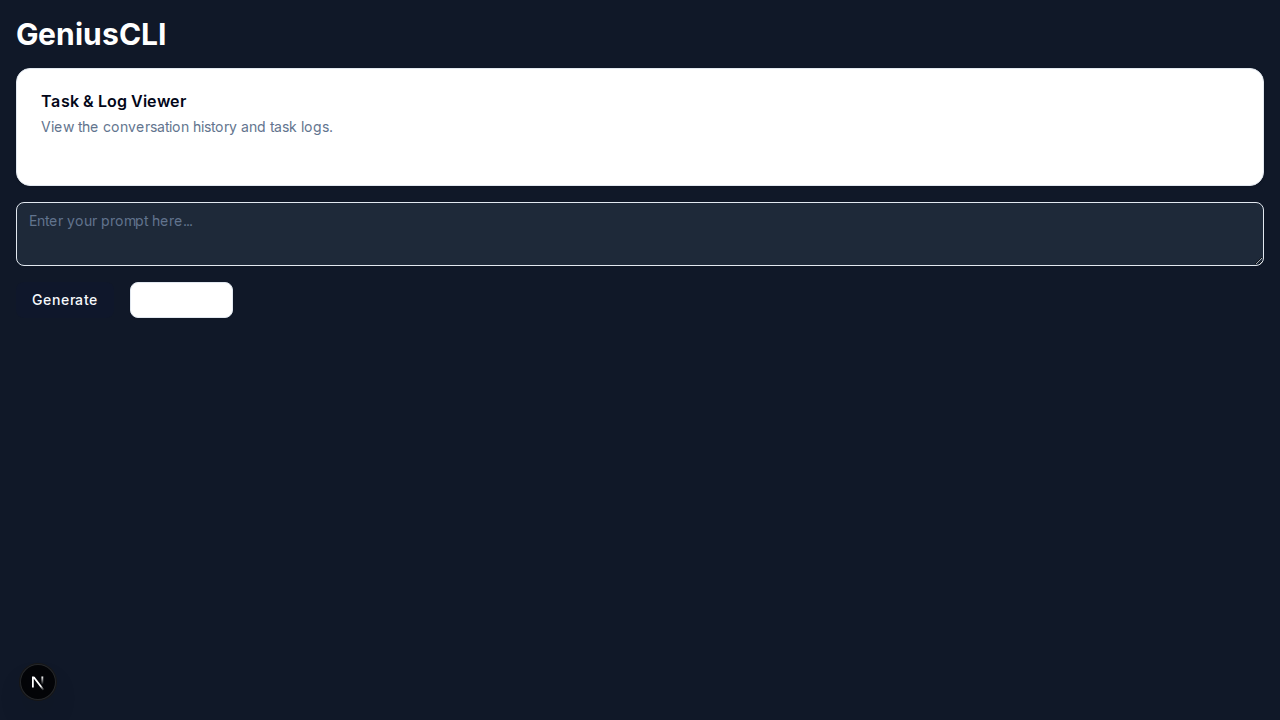 GeniusCLI
Task & Log Viewer
View the conversation history and task logs.
Enter your prompt here...
Generate
N